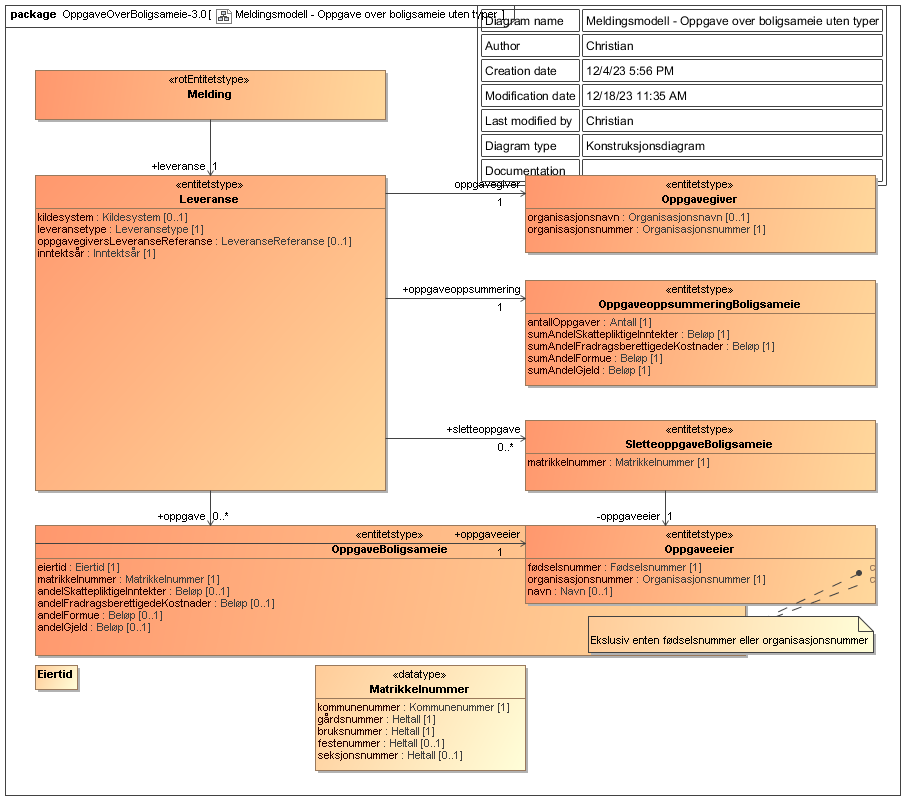 package OppgaveOverBoligsameie-3.0[ Meldingsmodell - Oppgave over boligsameie uten typer ]
Diagram name Meldingsmodell - Oppgave over boligsameie uten typer
Author Christian
Creation date 12/4/23 5:56 PM
Modification date 12/18/23 11:35 AM
Last modified by Christian
Diagram type Konstruksjonsdiagram
Documentation
«rotEntitetstype»
Melding
+leveranse 1
«entitetstype»
Leveranse
kildesystem : Kildesystem [0..1]
leveransetype : Leveransetype [1]
oppgavegiversLeveranseReferanse : LeveranseReferanse [0..1]
inntektsår : Inntektsår [1]
oppgavegiver
1
«entitetstype»
Oppgavegiver
organisasjonsnavn : Organisasjonsnavn [0..1]
organisasjonsnummer : Organisasjonsnummer [1]
+oppgaveoppsummering
1
«entitetstype»
OppgaveoppsummeringBoligsameie
antallOppgaver : Antall [1]
sumAndelSkattepliktigeInntekter : Beløp [1]
sumAndelFradragsberettigedeKostnader : Beløp [1]
sumAndelFormue : Beløp [1]
sumAndelGjeld : Beløp [1]
+sletteoppgave
0..*
«entitetstype»
SletteoppgaveBoligsameie
matrikkelnummer : Matrikkelnummer [1]
+oppgave 0..*
-oppgaveeier 1
«entitetstype»
OppgaveBoligsameie
eiertid : Eiertid [1]
matrikkelnummer : Matrikkelnummer [1]
andelSkattepliktigeInntekter : Beløp [0..1]
andelFradragsberettigedeKostnader : Beløp [0..1]
andelFormue : Beløp [0..1]
andelGjeld : Beløp [0..1]
+oppgaveeier
1
«entitetstype»
Oppgaveeier
fødselsnummer : Fødselsnummer [1]
organisasjonsnummer : Organisasjonsnummer [1]
navn : Navn [0..1]
Ekslusiv enten fødselsnummer eller organisasjonsnummer
Eiertid
«datatype»
Matrikkelnummer
kommunenummer : Kommunenummer [1]
gårdsnummer : Heltall [1]
bruksnummer : Heltall [1]
festenummer : Heltall [0..1]
seksjonsnummer : Heltall [0..1]